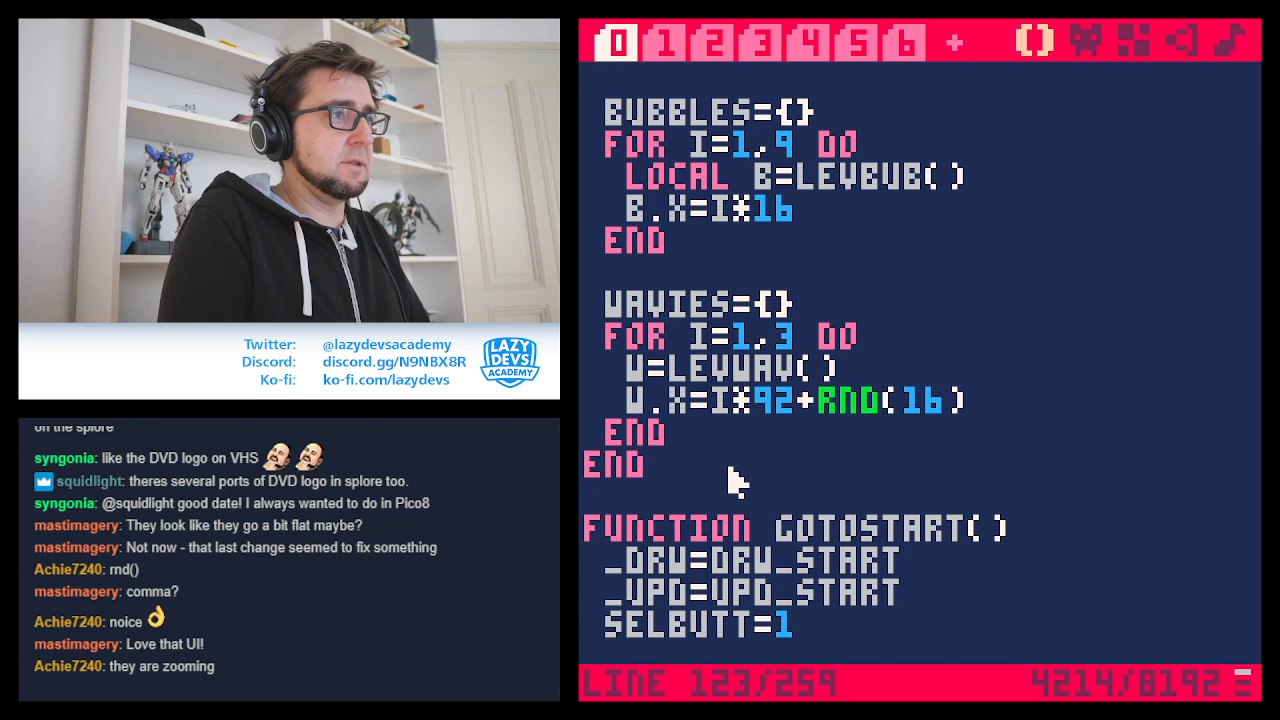 Twitter: @lazydevsacademy
Discord: discord.gg/N9NBX8R
Ko-fi: ko-fi.com/lazydevs
LAZY
DEVS
ACADEMY
on the splore
syngonia: like the DVD logo on VHS
squidlight: theres several ports of DVD logo in splore too.
syngonia: @squidlight good date! I always wanted to do in Pico8
mastimagery: They look like they go a bit flat maybe?
mastimagery: Not now - that last change seemed to fix something
Achie7240: rnd()
mastimagery: comma?
Achie7240: noice
mastimagery: Love that UI!
Achie7240: they are zooming
0 1 2 3 4 5 6 + ()
BUBBLES={}
FOR I=1,9 DO
LOCAL B=LEVBUB()
B.X=I*16
END
WAVIES={}
FOR I=1,3 DO
W=LEVWAV()
W.X=I*92+RND(16)
END
END
FUNCTION GOTOSTART()
_DRW=DRW_START
_UPD=UPD_START
SELBUTT=1
LINE 123/259 4214/8192